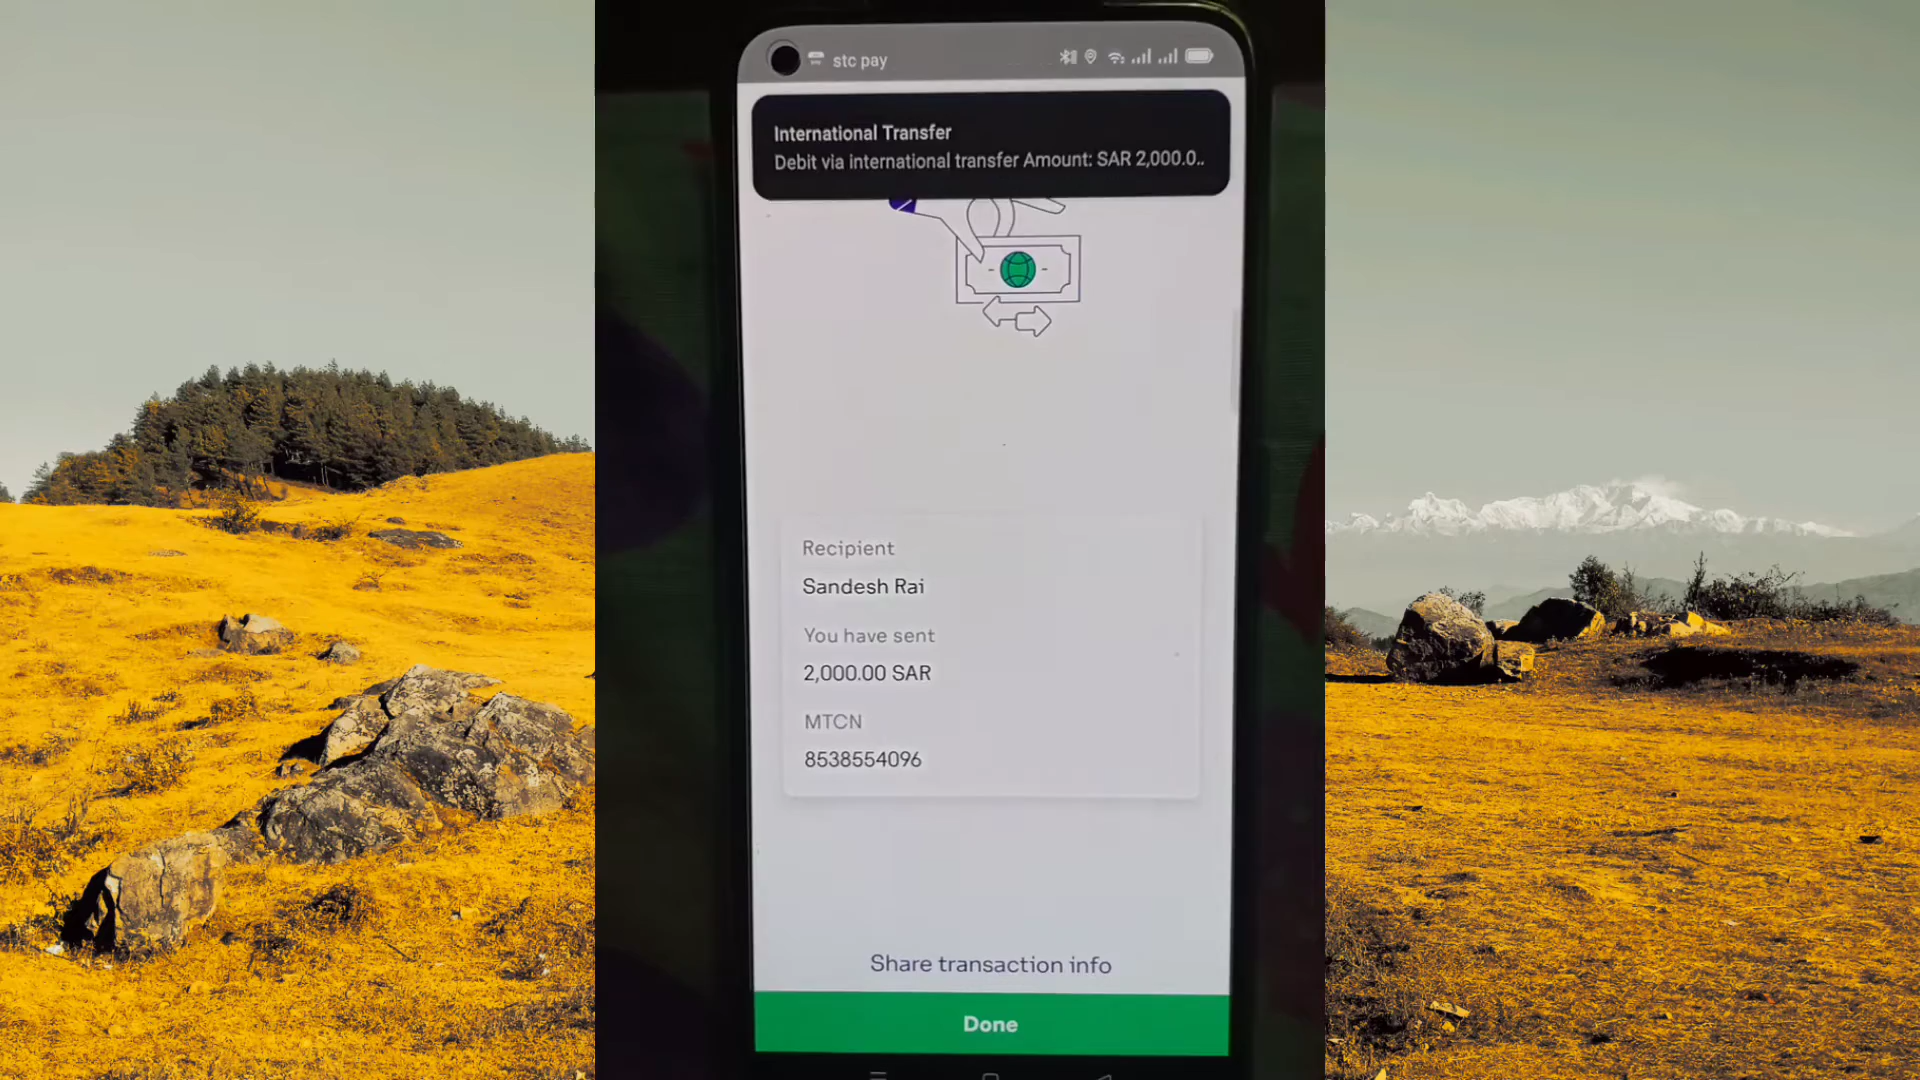 stc pay
International Transfer
Debit via international transfer Amount: SAR 2,000.0..
Recipient
Sandesh Rai
You have sent
2,000.00 SAR
MTCN
8538554096
Share transaction info
Done